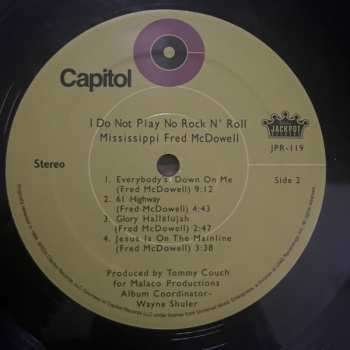 Capitol
JACKPOT
RECORDS
JPR-119
I Do Not Play No Rock N' Roll
Mississippi Fred McDowell
Stereo
Side 2
1. Everybody's Down On Me
(Fred McDowell) 9:12
2. 61 Highway
(Fred McDowell) 4:43
3. Glory Hallelujah
(Fred McDowell) 2:47
4. Jesus Is On The Mainline
(Fred McDowell) 3:38
Produced by Tommy Couch
for Malaco Productions
Album Coordinator-
Wayne Shuler